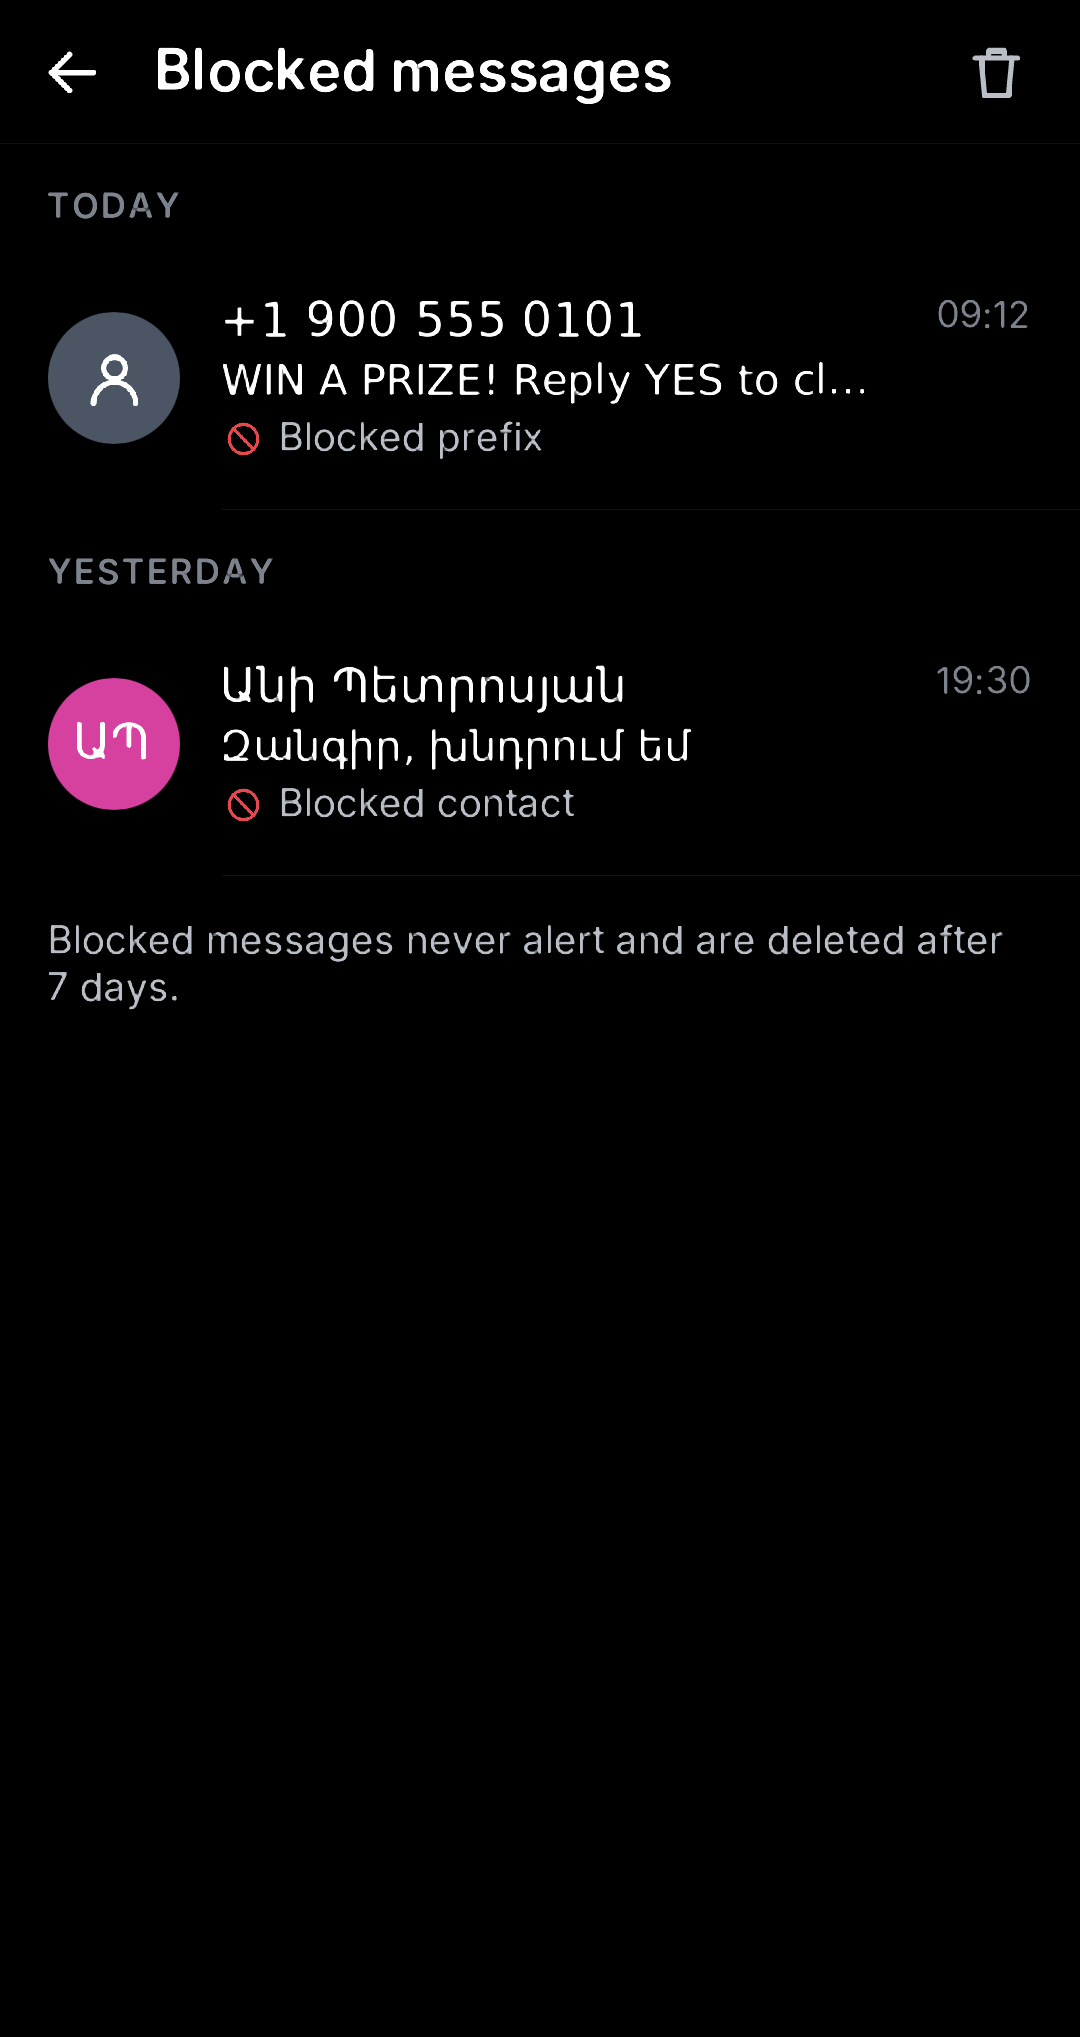 Blocked messages
TODAY
+1 900 555 0101
09:12
WIN A PRIZE! Reply YES to cl…
Blocked prefix
YESTERDAY
ԱՊ
Անի Պետրոսյան
19:30
Զանգիր, խնդրում եմ
Blocked contact
Blocked messages never alert and are deleted after
7 days.